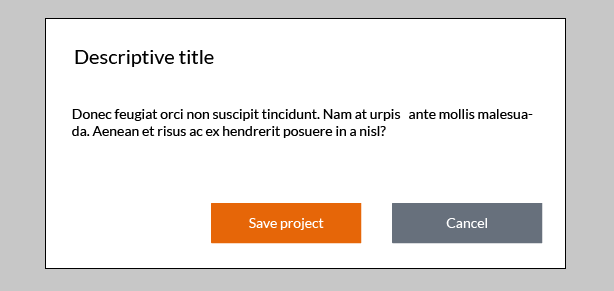 Descriptive title
Donec feugiat orci non suscipit tincidunt. Nam at urpis  ante mollis malesua-
da. Aenean et risus ac ex hendrerit posuere in a nisl?
Save project
Cancel